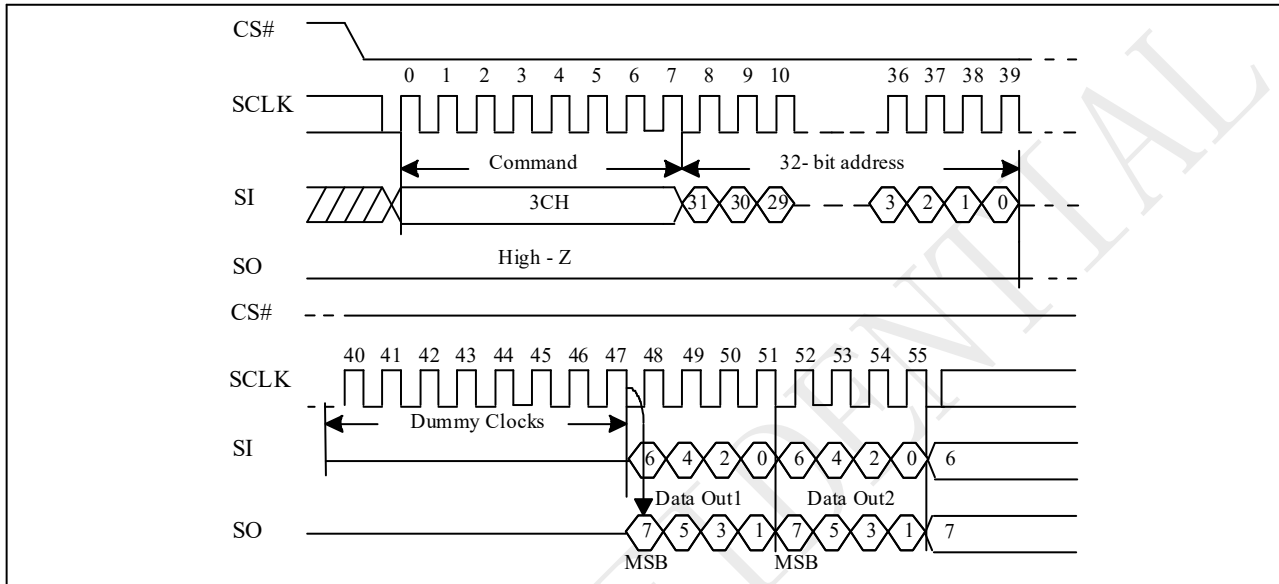 CS#
0 1 2 3 4 5 6 7 8 9 10 36 37 38 39
SCLK
Command 32- bit address
SI
3CH 31 30 29 3 2 1 0
High - Z
SO
CS#
40 41 42 43 44 45 46 47 48 49 50 51 52 53 54 55
SCLK
Dummy Clocks
SI
6 4 2 0 6 4 2 0 6
Data Out1 Data Out2
SO
7 5 3 1 7 5 3 1 7
MSB MSB